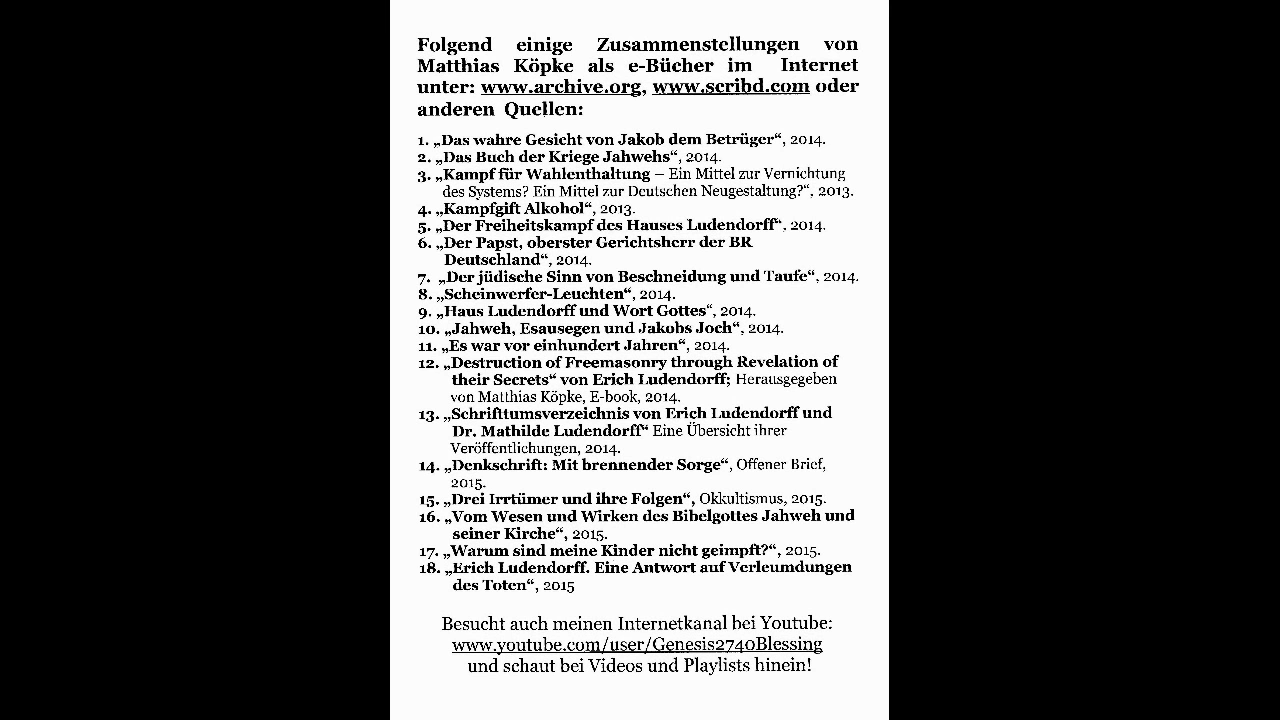 Folgend einige Zusammenstellungen von
Matthias Köpke als e-Bücher im Internet
unter: www.archive.org, www.scribd.com oder
anderen Quellen:
1. „Das wahre Gesicht von Jakob dem Betrüger“, 2014.
2. „Das Buch der Kriege Jahwehs“, 2014.
3. „Kampf für Wahlenthaltung – Ein Mittel zur Vernichtung
des Systems? Ein Mittel zur Deutschen Neugestaltung?“, 2013.
4. „Kampfgift Alkohol“, 2013.
5. „Der Freiheitskampf des Hauses Ludendorff“, 2014.
6. „Der Papst, oberster Gerichtsherr der BR
Deutschland“, 2014.
7. „Der jüdische Sinn von Beschneidung und Taufe“, 2014.
8. „Scheinwerfer-Leuchten“, 2014.
9. „Haus Ludendorff und Wort Gottes“, 2014.
10. „Jahweh, Esausegen und Jakobs Joch“, 2014.
11. „Es war vor einhundert Jahren“, 2014.
12. „Destruction of Freemasonry through Revelation of
their Secrets“ von Erich Ludendorff; Herausgegeben
von Matthias Köpke, E-book, 2014.
13. „Schrifttumsverzeichnis von Erich Ludendorff und
Dr. Mathilde Ludendorff“ Eine Übersicht ihrer
Veröffentlichungen, 2014.
14. „Denkschrift: Mit brennender Sorge“, Offener Brief,
2015.
15. „Drei Irrtümer und ihre Folgen“, Okkultismus, 2015.
16. „Vom Wesen und Wirken des Bibelgottes Jahweh und
seiner Kirche“, 2015.
17. „Warum sind meine Kinder nicht geimpft?“, 2015.
18. „Erich Ludendorff. Eine Antwort auf Verleumdungen
des Toten“, 2015
Besucht auch meinen Internetkanal bei Youtube:
www.youtube.com/user/Genesis2740Blessing
und schaut bei Videos und Playlists hinein!